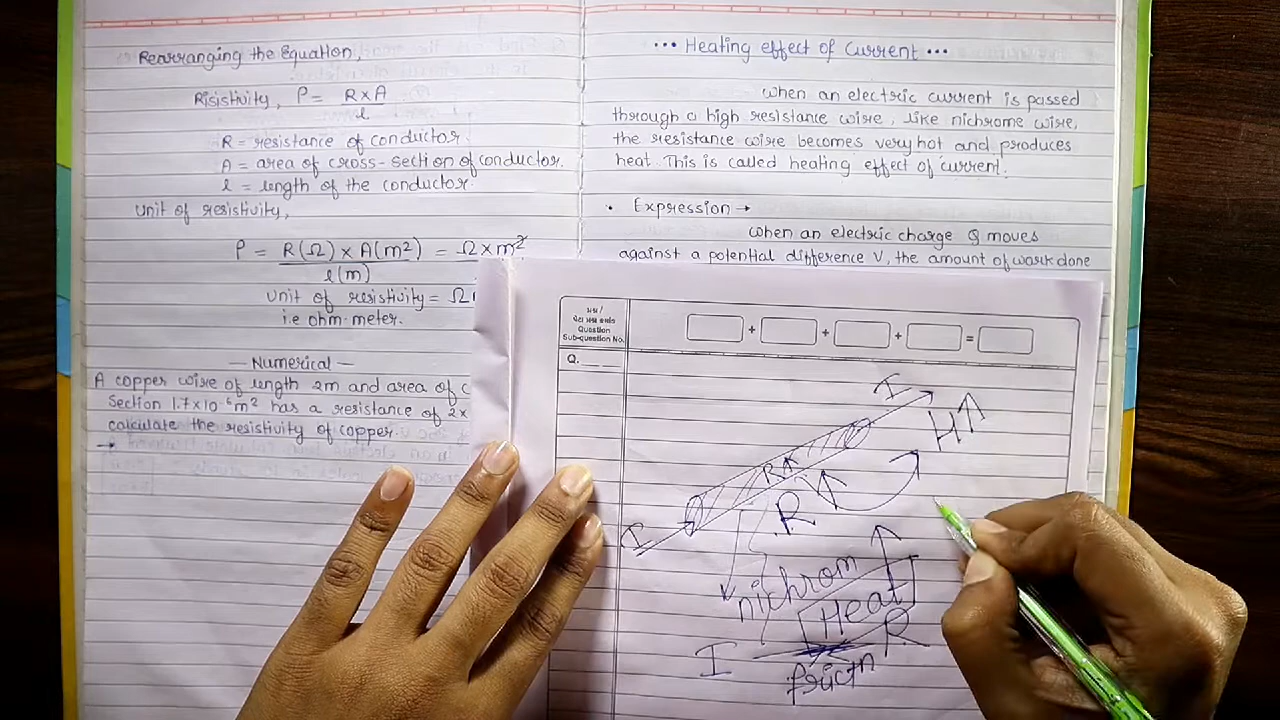 Rearranging the Equation,
Risistivity, P = R×A
l
R = resistance of conductor.
A = area of cross-section of conductor.
l = length of the conductor.
Unit of resistivity,
P = R(Ω) × A(m²) = Ω × m²
l(m)
unit of resistivity = Ω
i.e ohm-meter.
— Numerical —
A copper wire of length 2m and area of c
Section 1.7×10⁻⁶m² has a resistance of 2×
calculate the resistivity of copper.
→
••• Heating effect of Current •••
When an electric current is passed
through a high resistance wire, like nichrome wire,
the resistance wire becomes very hot and produces
heat. This is called healing effect of current.
• Expression →
When an electric charge Q moves
against a potential difference V, the amount of work done
Question
Sub-question No.
+ + + =
Q. __ __
I
H↑
R↑
R↑
I
nichrom
Heat
I R
frictn